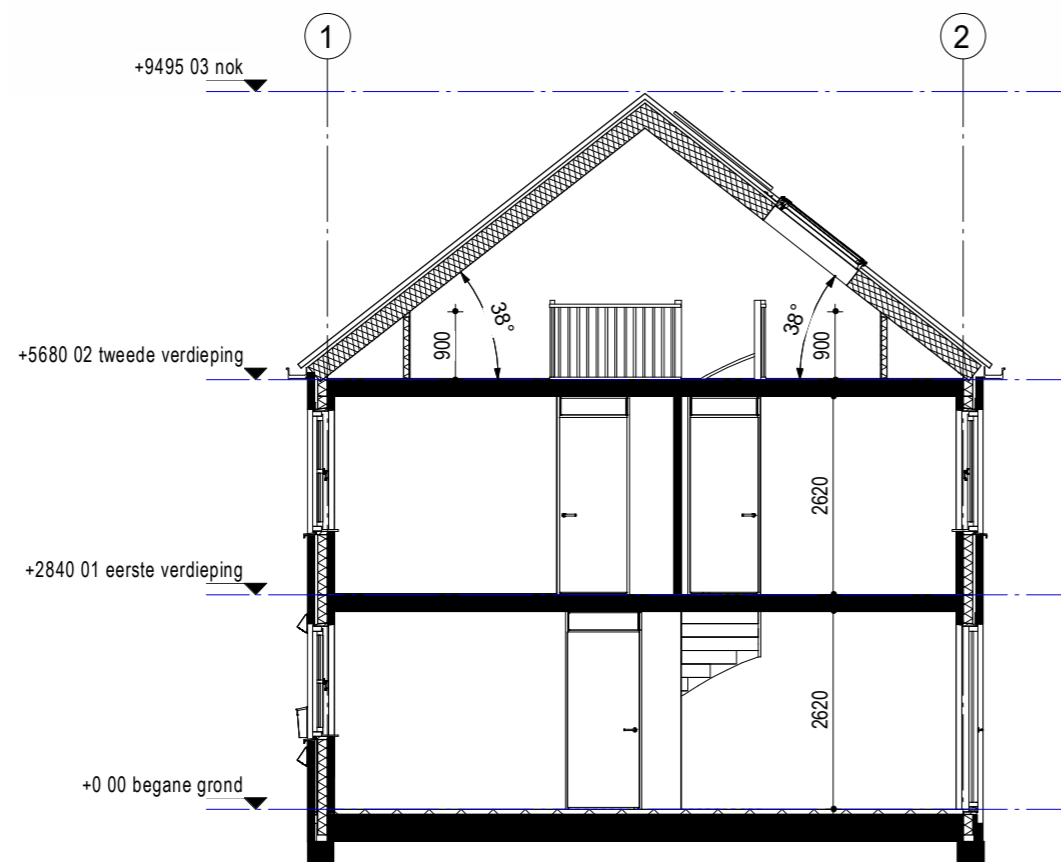 1
2
+9495 03 nok
38°
38°
900
900
+5680 02 tweede verdieping
2620
+2840 01 eerste verdieping
2620
+0 00 begane grond